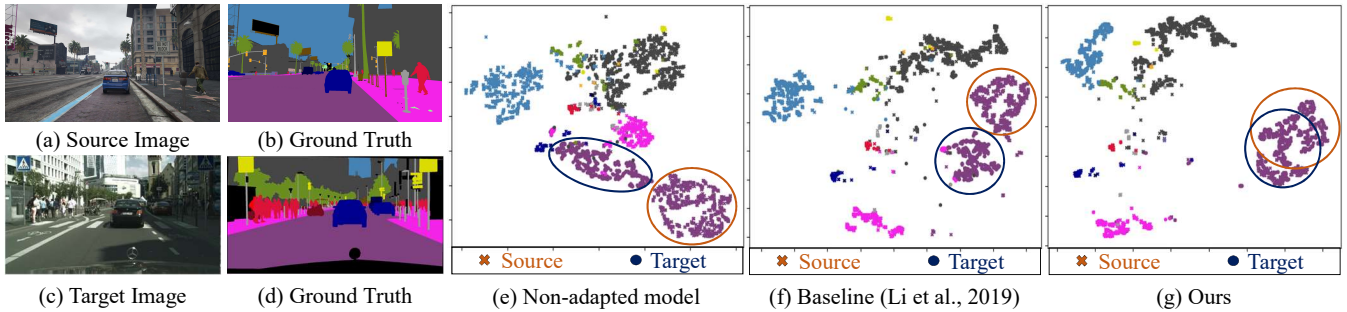 (a) Source Image
(b) Ground Truth
(c) Target Image
(d) Ground Truth
Source
Target
(e) Non-adapted model
Source
Target
(f) Baseline (Li et al., 2019)
Source
Target
(g) Ours